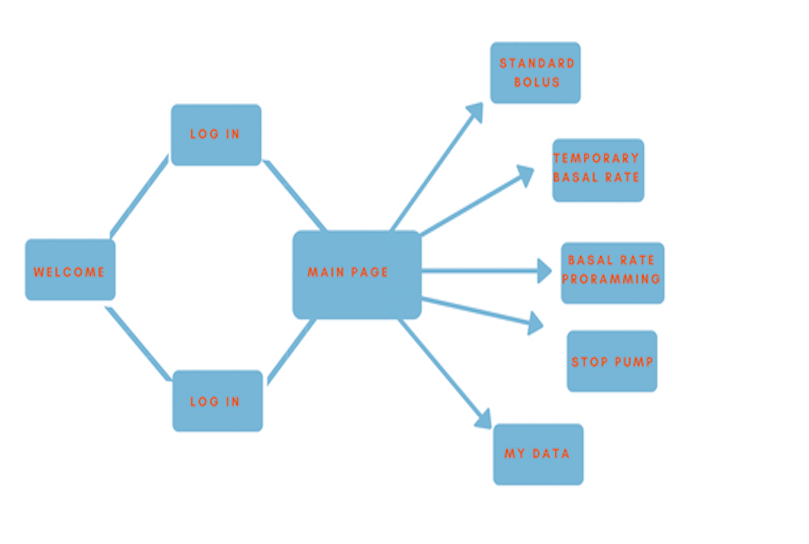 STANDARD
BOLUS
LOG IN
TEMPORARY
BASAL RATE
WELCOME
MAIN PAGE
BASAL RATE
PRORAMMING
STOP PUMP
LOG IN
MY DATA